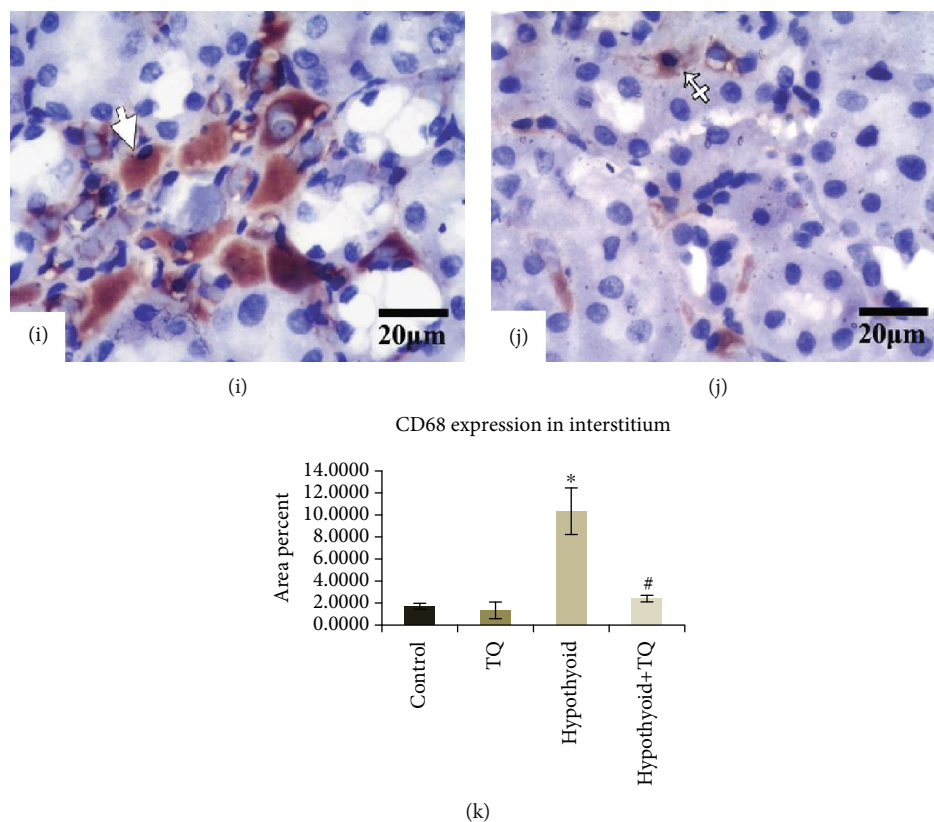 (i)
20μm
(j)
20μm
(i)
(j)
CD68 expression in interstitium
Area percent
14.0000
12.0000
10.0000
8.0000
6.0000
4.0000
2.0000
0.0000
*
#
Control
TQ
Hypothyoid
Hypothyoid+TQ
(k)